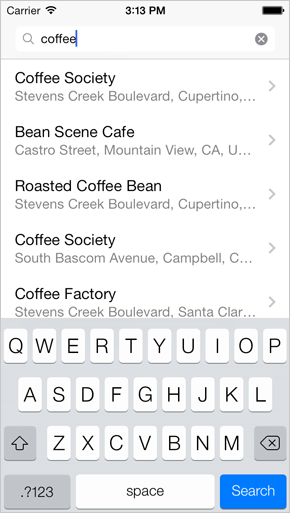 Carrier 3:13 PM
coffee
Coffee Society
Stevens Creek Boulevard, Cupertino,...
Bean Scene Cafe
Castro Street, Mountain View, CA, U...
Roasted Coffee Bean
Stevens Creek Boulevard, Cupertino,...
Coffee Society
South Bascom Avenue, Campbell, C...
Coffee Factory
Stevens Creek Boulevard, Santa Clar...
Q W E R T Y U I O P
A S D F G H J K L
Z X C V B N M
.?123 space Search